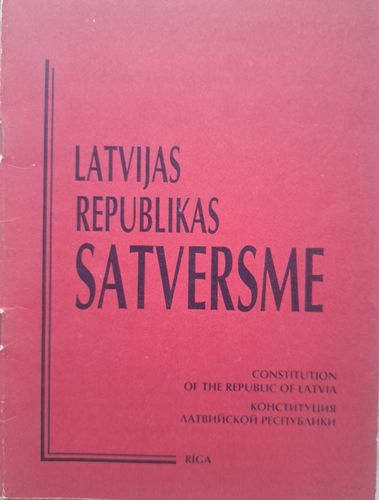 LATVIJAS
REPUBLIKAS
SATVERSME
CONSTITUTION
OF THE REPUBLIC OF LATVIA
КОНСТИТУЦИЯ
ЛАТВИЙСКОЙ РЕСПУБЛИКИ
RĪGA